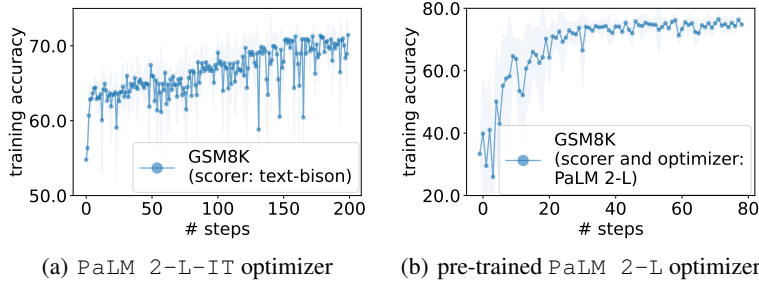 70.0
60.0
50.0
training accuracy
GSM8K
(scorer: text-bison)
0
50
100
150
200
# steps
(a) PaLM 2-L-IT optimizer
80.0
60.0
40.0
20.0
training accuracy
GSM8K
(scorer and optimizer:
PaLM 2-L)
0
20
40
60
80
# steps
(b) pre-trained PaLM 2-L optimizer